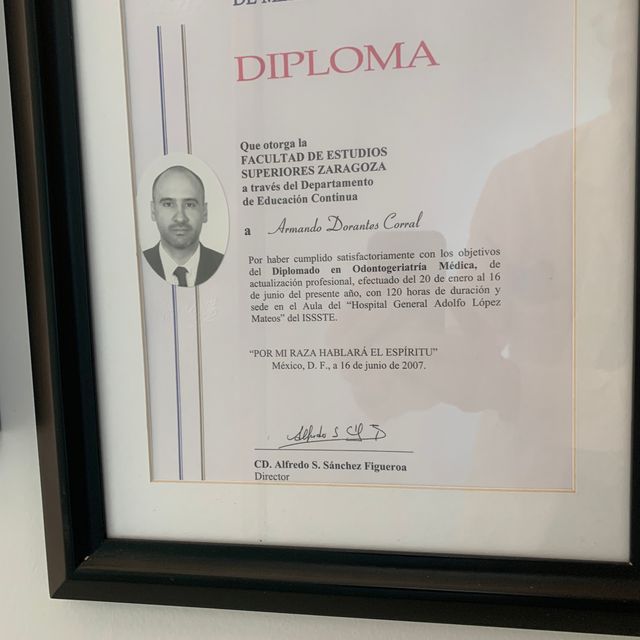 DIPLOMA
Que otorga la
FACULTAD DE ESTUDIOS
SUPERIORES ZARAGOZA
a través del Departamento
de Educación Continua
a Armando Dorantes Corral
Por haber cumplido satisfactoriamente con los objetivos
del Diplomado en Odontogeriatría Médica, de
actualización profesional, efectuado del 20 de enero al 16
de junio del presente año, con 120 horas de duración y
sede en el Aula del "Hospital General Adolfo López
Mateos" del ISSSTE.
"POR MI RAZA HABLARÁ EL ESPÍRITU"
México, D. F., a 16 de junio de 2007.
CD. Alfredo S. Sánchez Figueroa
Director